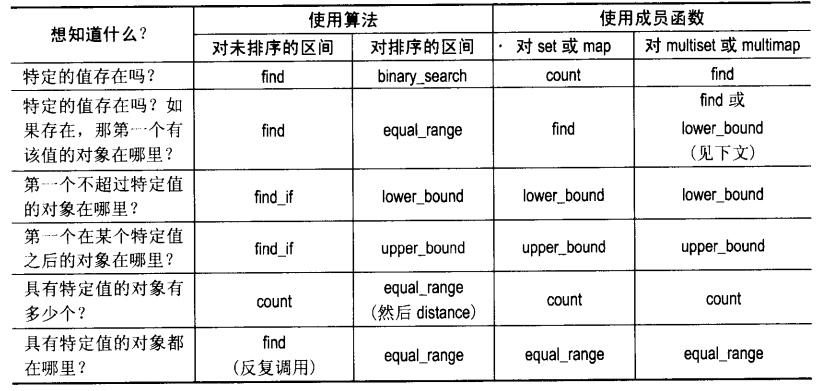 想知道什么？ 使用算法 使用成员函数
对未排序的区间 对排序的区间 对 set 或 map 对 multiset 或 multimap
特定的值存在吗？ find binary_search count find
特定的值存在吗？如
果存在，那第一个有
该值的对象在哪里？
find
equal_range
find
find 或
lower_bound
（见下文）
第一个不超过特定值
的对象在哪里？
find_if
lower_bound
lower_bound
lower_bound
第一个在某个特定值
之后的对象在哪里？
find_if
upper_bound
upper_bound
upper_bound
具有特定值的对象有
多少个？
count
equal_range
（然后 distance）
count
count
具有特定值的对象都
在哪里？
find
（反复调用）
equal_range
equal_range
equal_range